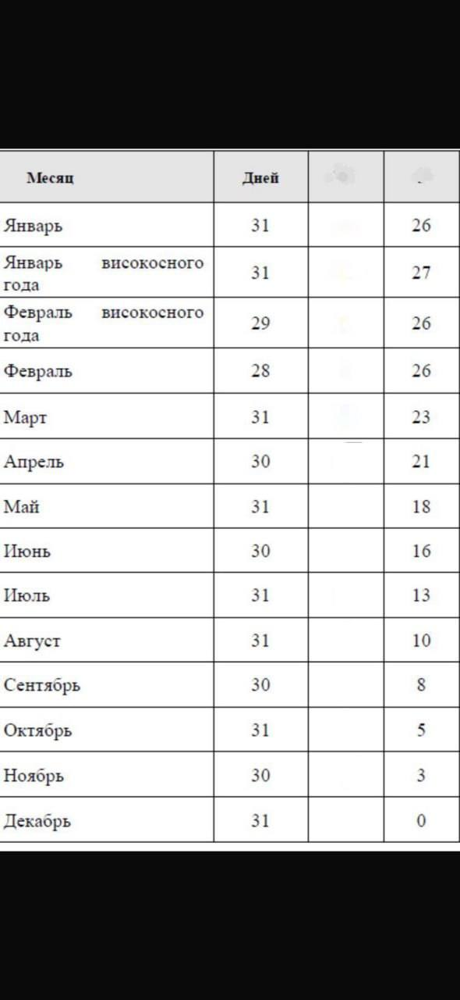 Месяц Дней
Январь 31 26
Январь високосного
года 31 27
Февраль високосного
года 29 26
Февраль 28 26
Март 31 23
Апрель 30 21
Май 31 18
Июнь 30 16
Июль 31 13
Август 31 10
Сентябрь 30 8
Октябрь 31 5
Ноябрь 30 3
Декабрь 31 0